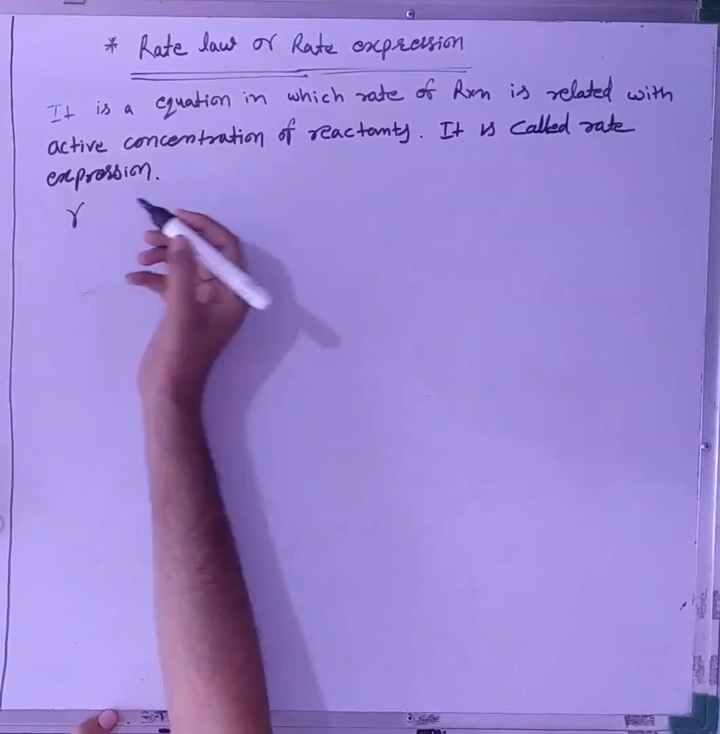 * Rate law or Rate expression
It is a equation in which rate of Rxn is related with
active concentration of reactants. It is Called rate
expression.
r